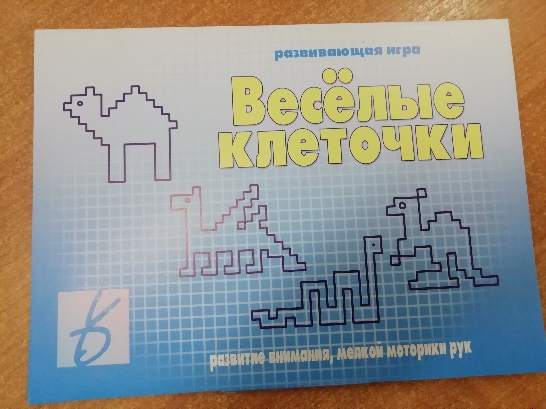 развивающая игра
Весёлые
клеточки
развитие внимания, мелкой моторики рук